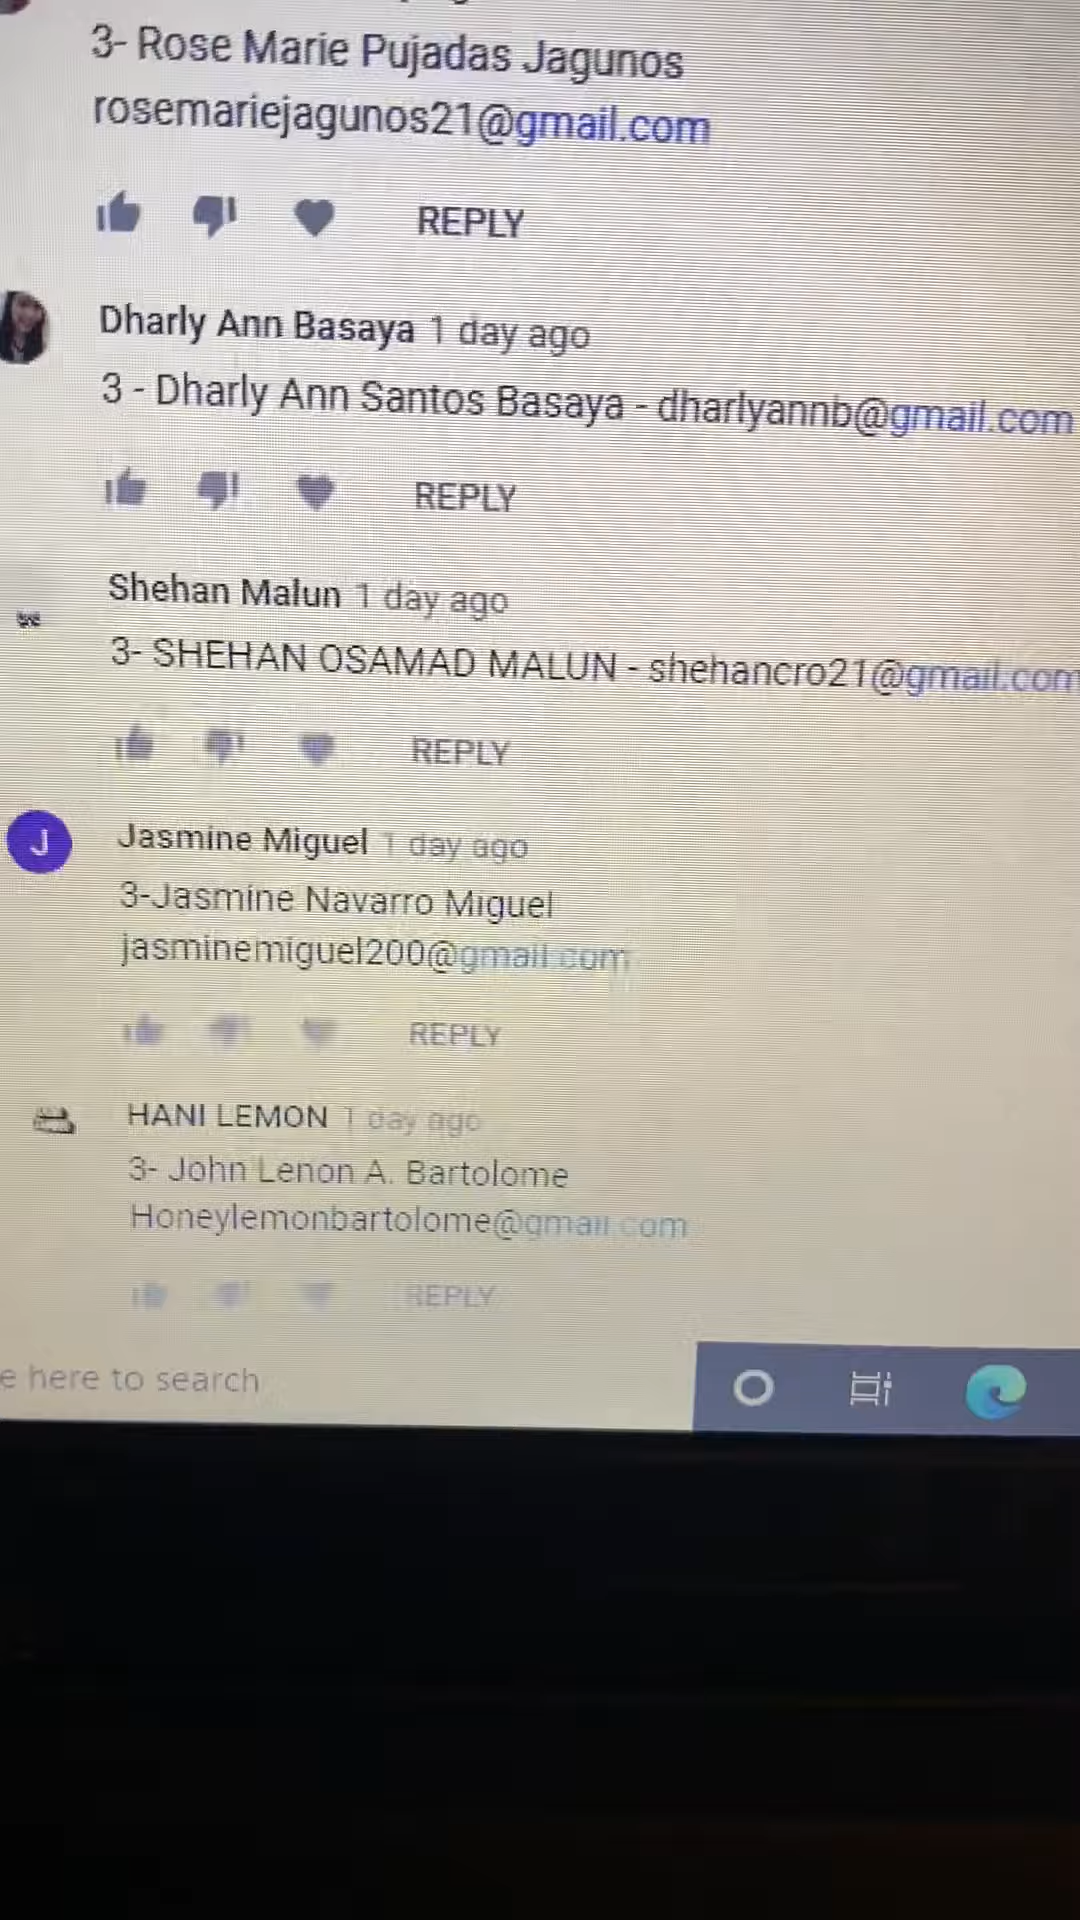 3- Rose Marie Pujadas Jagunos
rosemariejagunos21@gmail.com
REPLY
Dharly Ann Basaya 1 day ago
3 - Dharly Ann Santos Basaya - dharlyannb@gmail.com
REPLY
Shehan Malun 1 day ago
3- SHEHAN OSAMAD MALUN - shehancro21@gmail.com
REPLY
J
Jasmine Miguel 1 day ago
3-Jasmine Navarro Miguel
jasminemiguel200@gmail.com
REPLY
HANI LEMON 1 day ago
3- John Lenon A. Bartolome
Honeylemonbartolome@gmail.com
REPLY
e here to search